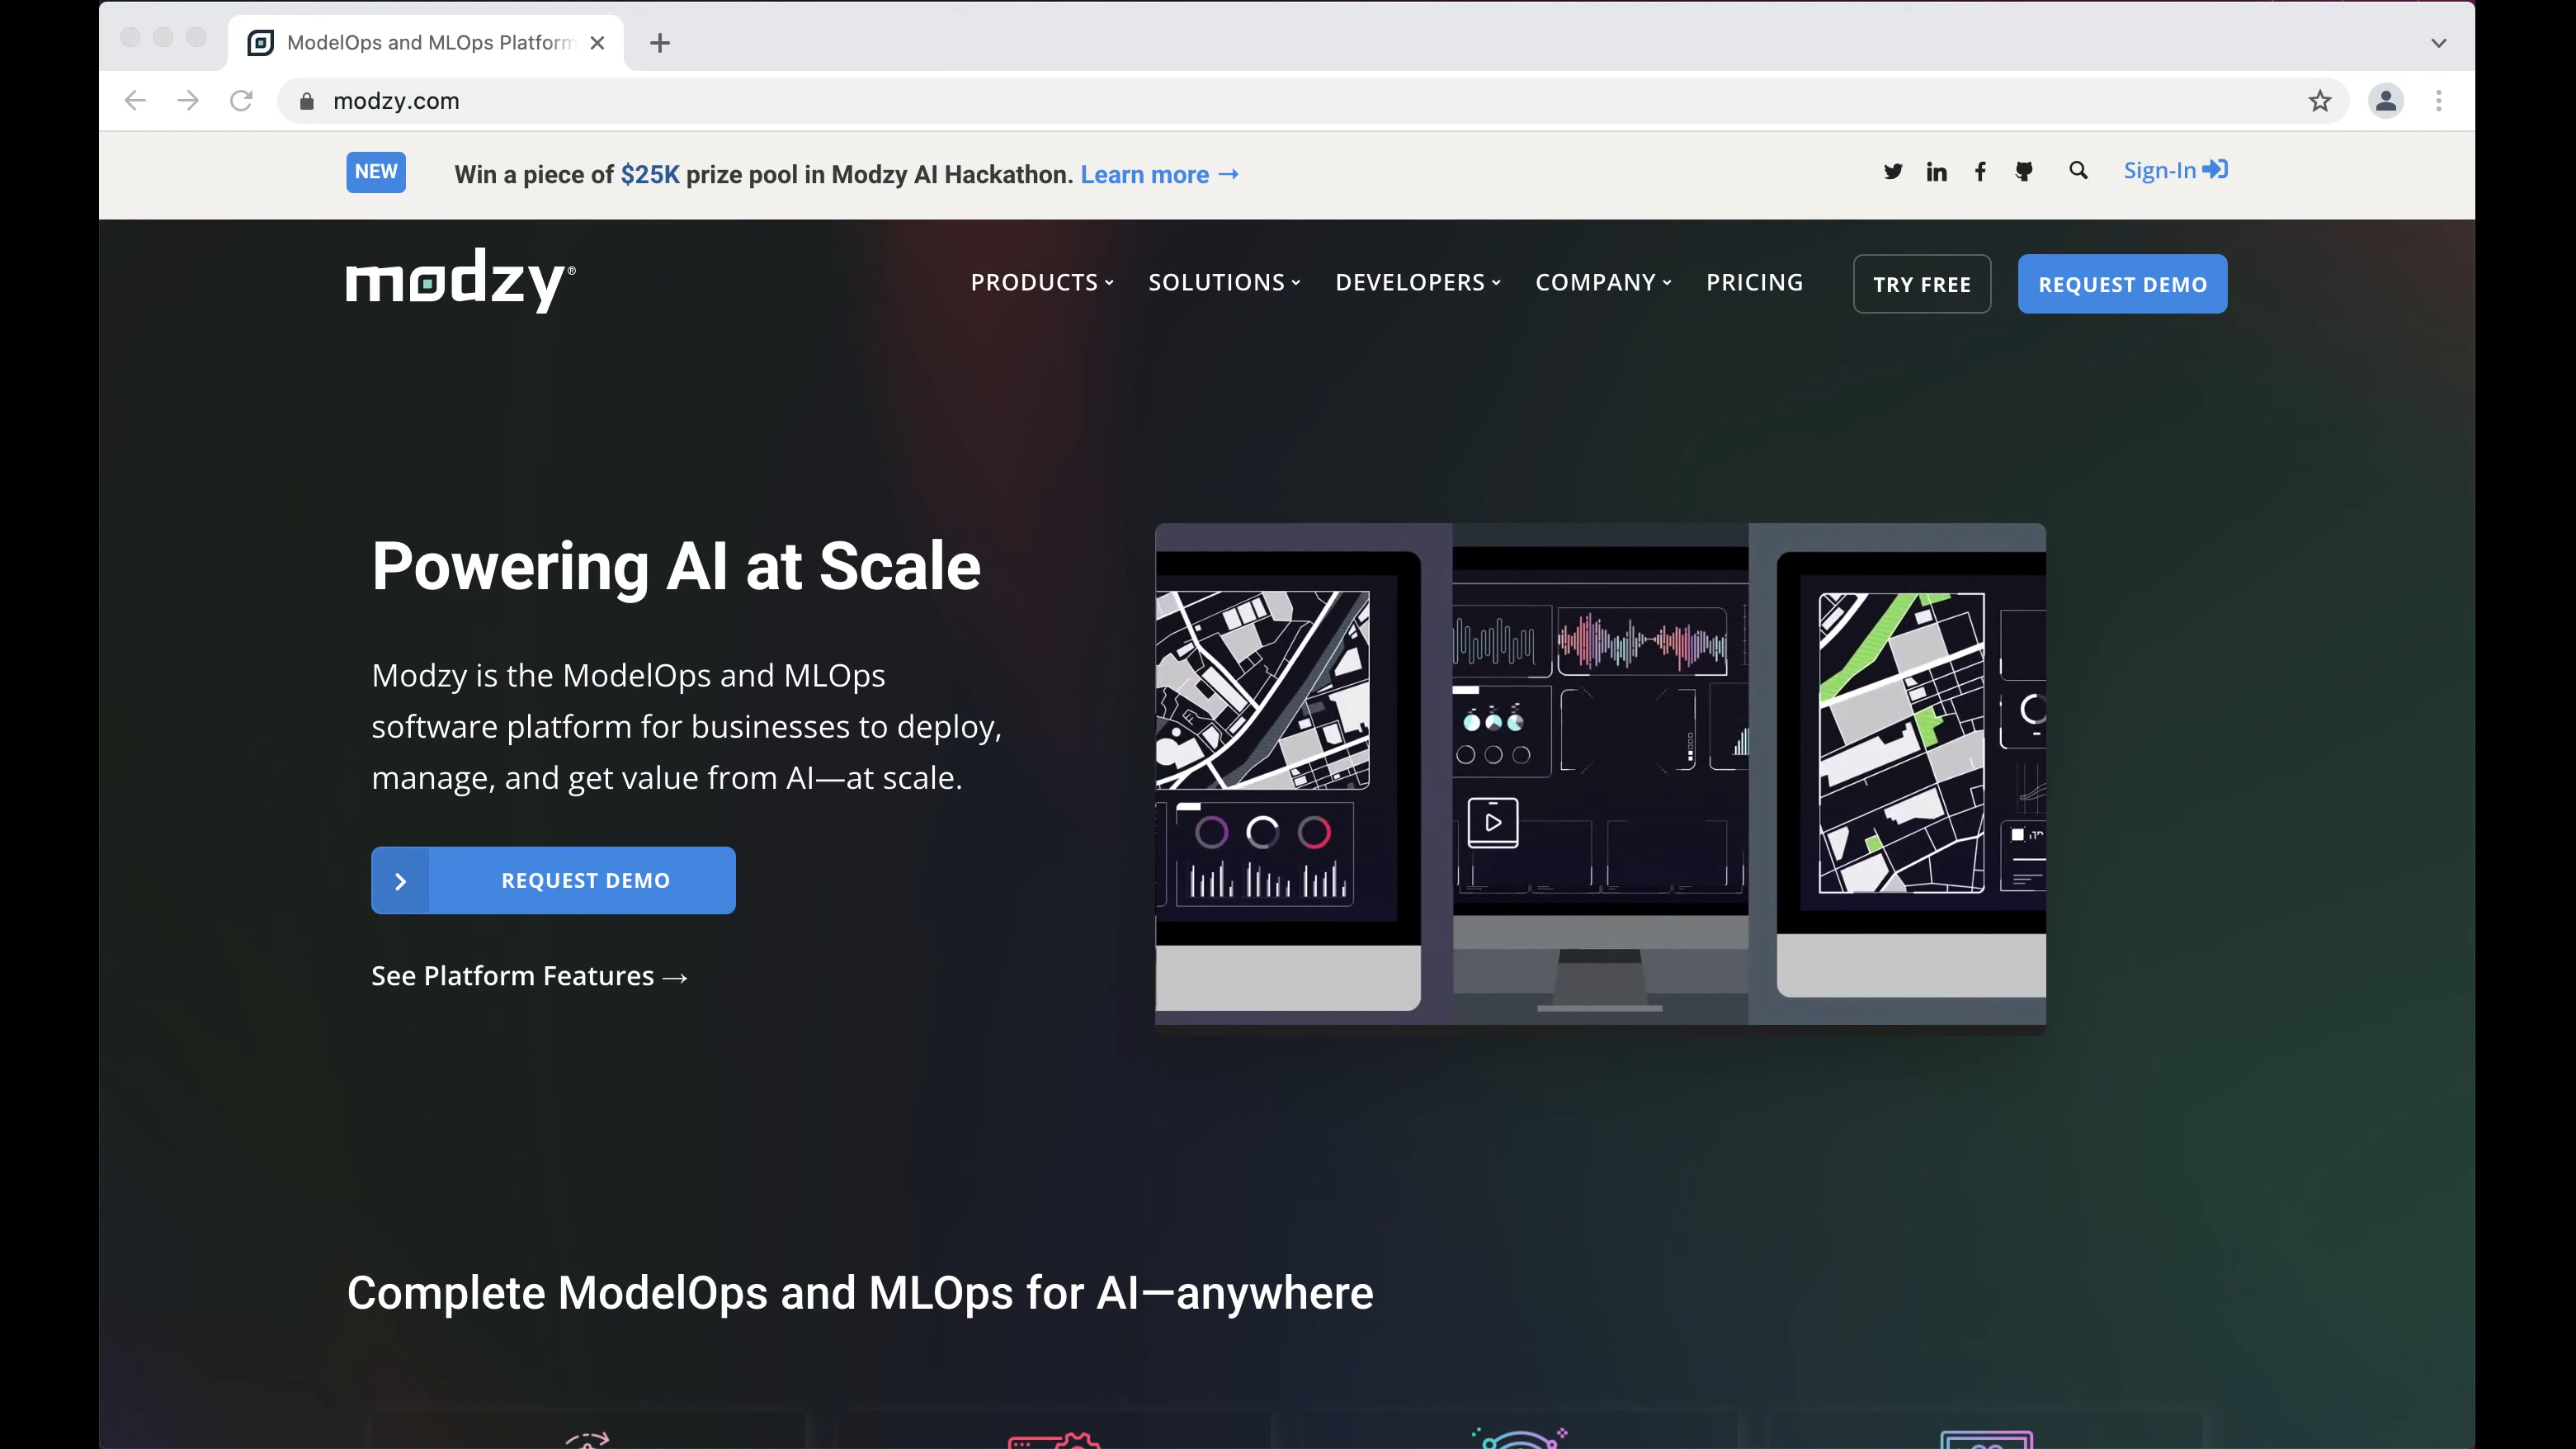 ModelOps and MLOps Platform
modzy.com
NEW
Win a piece of $25K prize pool in Modzy AI Hackathon. Learn more →
Sign-In
modzy®
PRODUCTS
SOLUTIONS
DEVELOPERS
COMPANY
PRICING
TRY FREE
REQUEST DEMO
Powering AI at Scale
Modzy is the ModelOps and MLOps
software platform for businesses to deploy,
manage, and get value from AI—at scale.
REQUEST DEMO
See Platform Features →
Complete ModelOps and MLOps for AI—anywhere